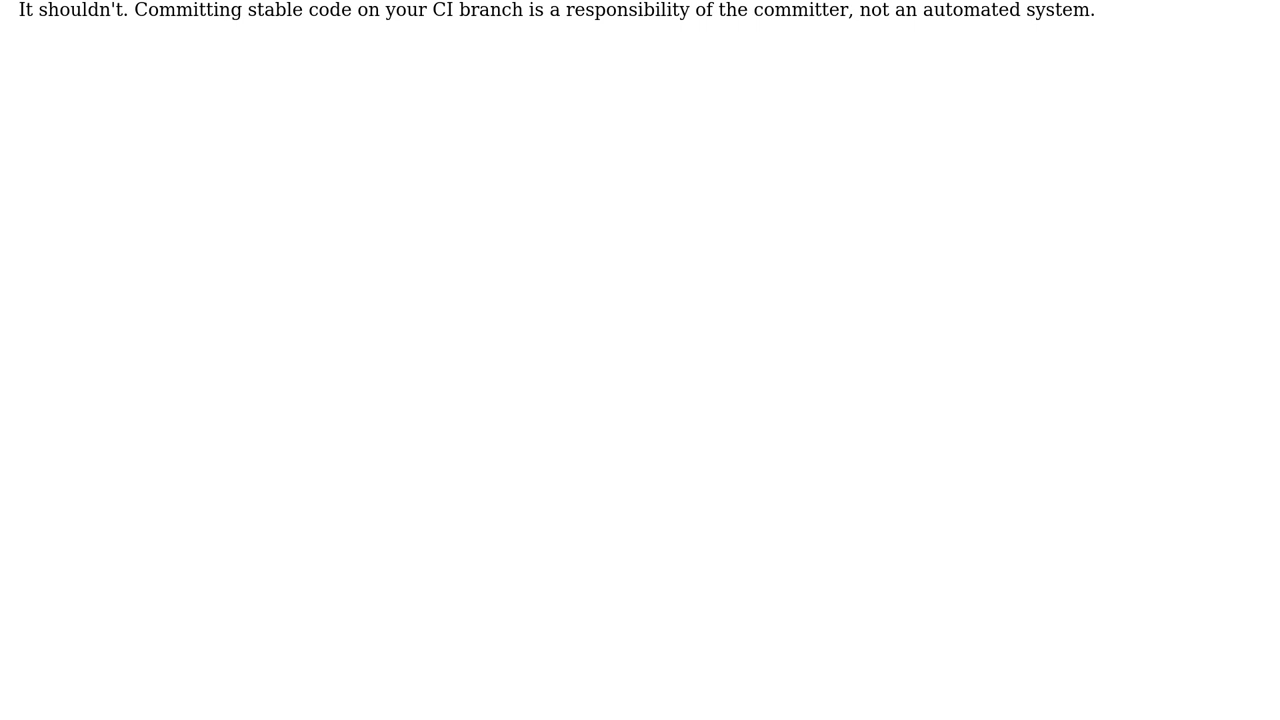 It shouldn't. Committing stable code on your CI branch is a responsibility of the committer, not an automated system.